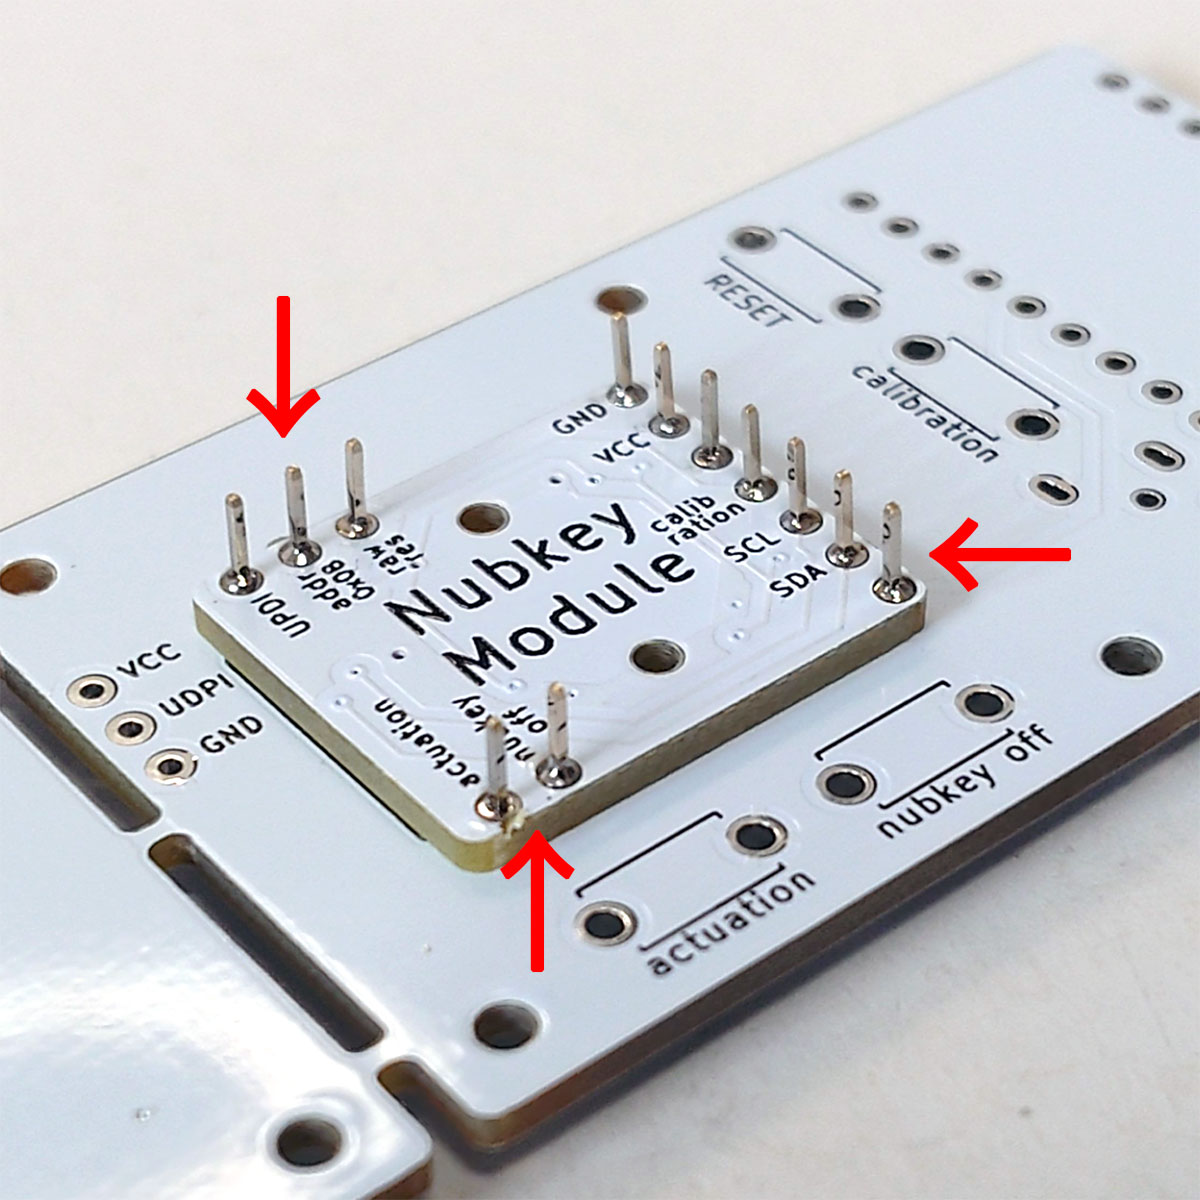 RESET
calibration
GND
VCC
calib
ration
SCL
SDA
Nubkey
Module
raw
res
addr
0x08
UPDI
VCC
UDPI
GND
actuation
nubkey
off
nubkey off
actuation